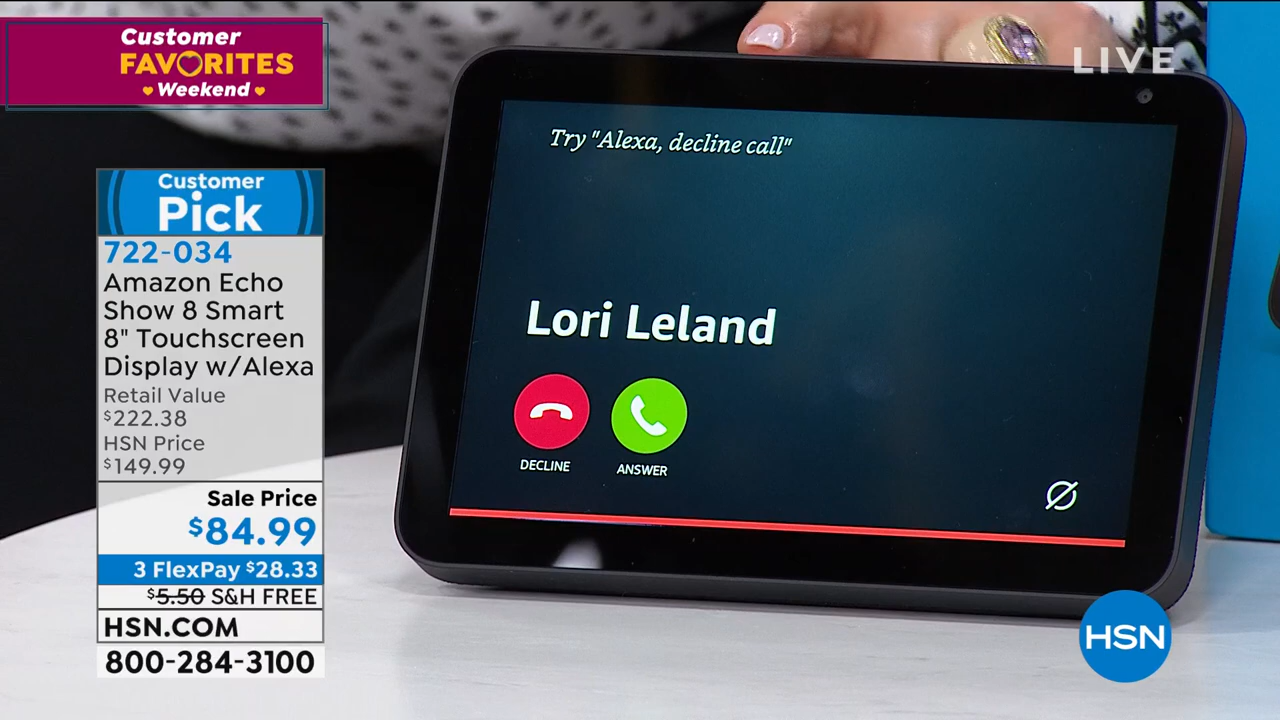 Customer
FAVORITES
Weekend
LIVE
Try "Alexa, decline call"
Lori Leland
DECLINE
ANSWER
Customer
Pick
722-034
Amazon Echo
Show 8 Smart
8" Touchscreen
Display w/Alexa
Retail Value
$222.38
HSN Price
$149.99
Sale Price
$84.99
3 FlexPay $28.33
$5.50 S&H FREE
HSN.COM
800-284-3100
HSN